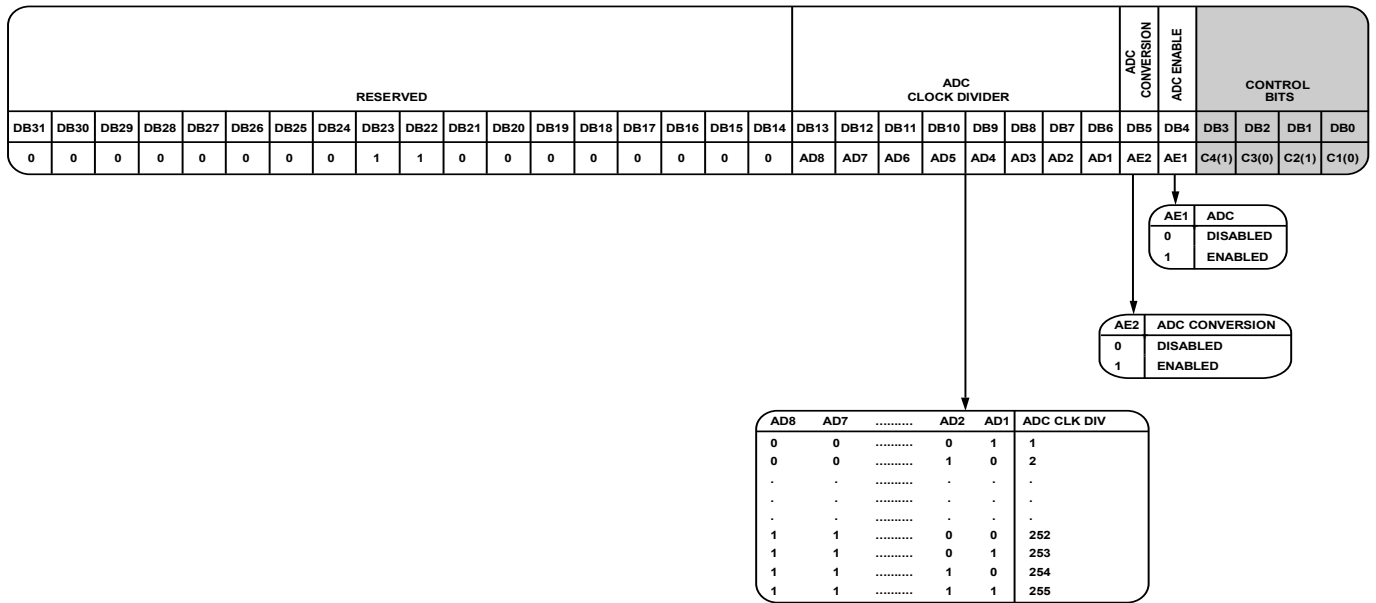 RESERVED
ADC
CLOCK DIVIDER
ADC
CONVERSION
ADC ENABLE
CONTROL
BITS
DB31 DB30 DB29 DB28 DB27 DB26 DB25 DB24 DB23 DB22 DB21 DB20 DB19 DB18 DB17 DB16 DB15 DB14 DB13 DB12 DB11 DB10 DB9 DB8 DB7 DB6 DB5 DB4 DB3 DB2 DB1 DB0
0 0 0 0 0 0 0 0 1 1 0 0 0 0 0 0 0 0 AD8 AD7 AD6 AD5 AD4 AD3 AD2 AD1 AE2 AE1 C4(1) C3(0) C2(1) C1(0)
AE1 ADC
0 DISABLED
1 ENABLED
AE2 ADC CONVERSION
0 DISABLED
1 ENABLED
AD8 AD7 .......... AD2 AD1 ADC CLK DIV
0 0 .......... 0 1 1
0 0 .......... 1 0 2
. . .......... . . .
. . .......... . . .
. . .......... . . .
1 1 .......... 0 0 252
1 1 .......... 0 1 253
1 1 .......... 1 0 254
1 1 .......... 1 1 255